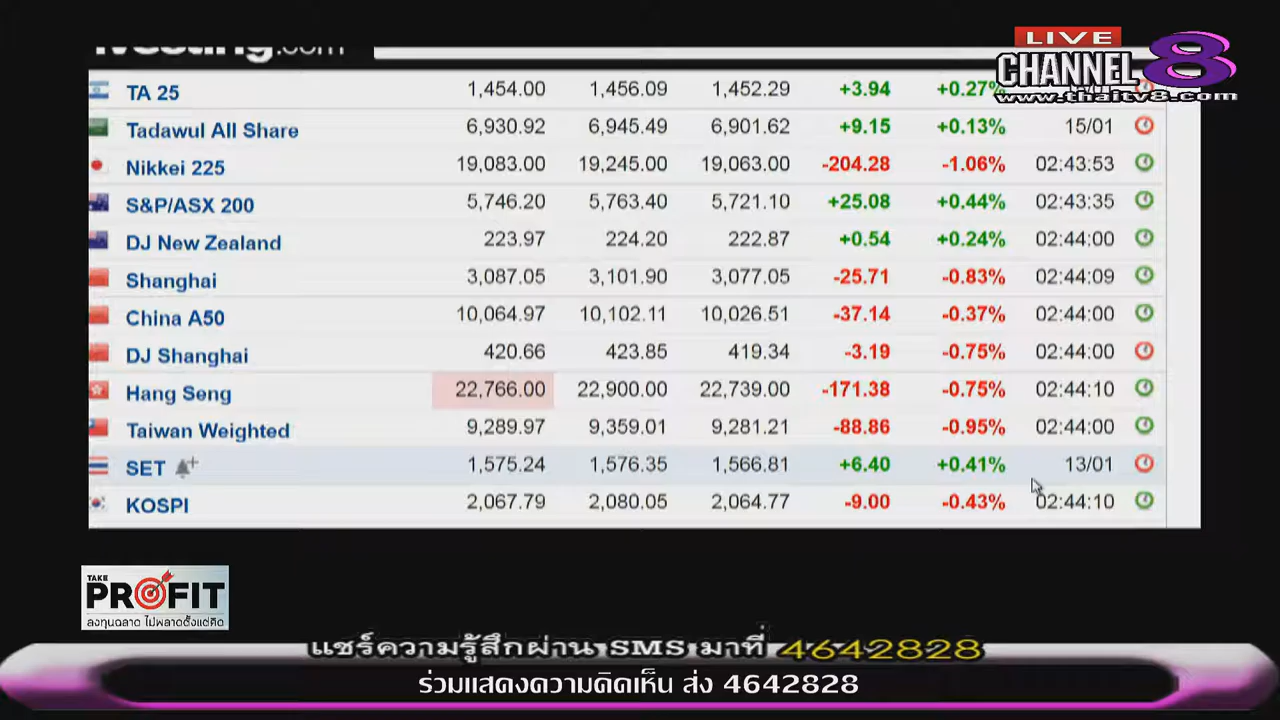 Investing.com
LIVE
CHANNEL 8
www.thaitv8.com
TA 25 1,454.00 1,456.09 1,452.29 +3.94 +0.27%
Tadawul All Share 6,930.92 6,945.49 6,901.62 +9.15 +0.13% 15/01
Nikkei 225 19,083.00 19,245.00 19,063.00 -204.28 -1.06% 02:43:53
S&P/ASX 200 5,746.20 5,763.40 5,721.10 +25.08 +0.44% 02:43:35
DJ New Zealand 223.97 224.20 222.87 +0.54 +0.24% 02:44:00
Shanghai 3,087.05 3,101.90 3,077.05 -25.71 -0.83% 02:44:09
China A50 10,064.97 10,102.11 10,026.51 -37.14 -0.37% 02:44:00
DJ Shanghai 420.66 423.85 419.34 -3.19 -0.75% 02:44:00
Hang Seng 22,766.00 22,900.00 22,739.00 -171.38 -0.75% 02:44:10
Taiwan Weighted 9,289.97 9,359.01 9,281.21 -88.86 -0.95% 02:44:00
SET 1,575.24 1,576.35 1,566.81 +6.40 +0.41% 13/01
KOSPI 2,067.79 2,080.05 2,064.77 -9.00 -0.43% 02:44:10
TAKE
PROFIT
ลงทุนฉลาด ไม่พลาดตั้งแต่คิด
แชร์ความรู้สึกผ่าน SMS มาที่ 4642828
ร่วมแสดงความคิดเห็น ส่ง 4642828